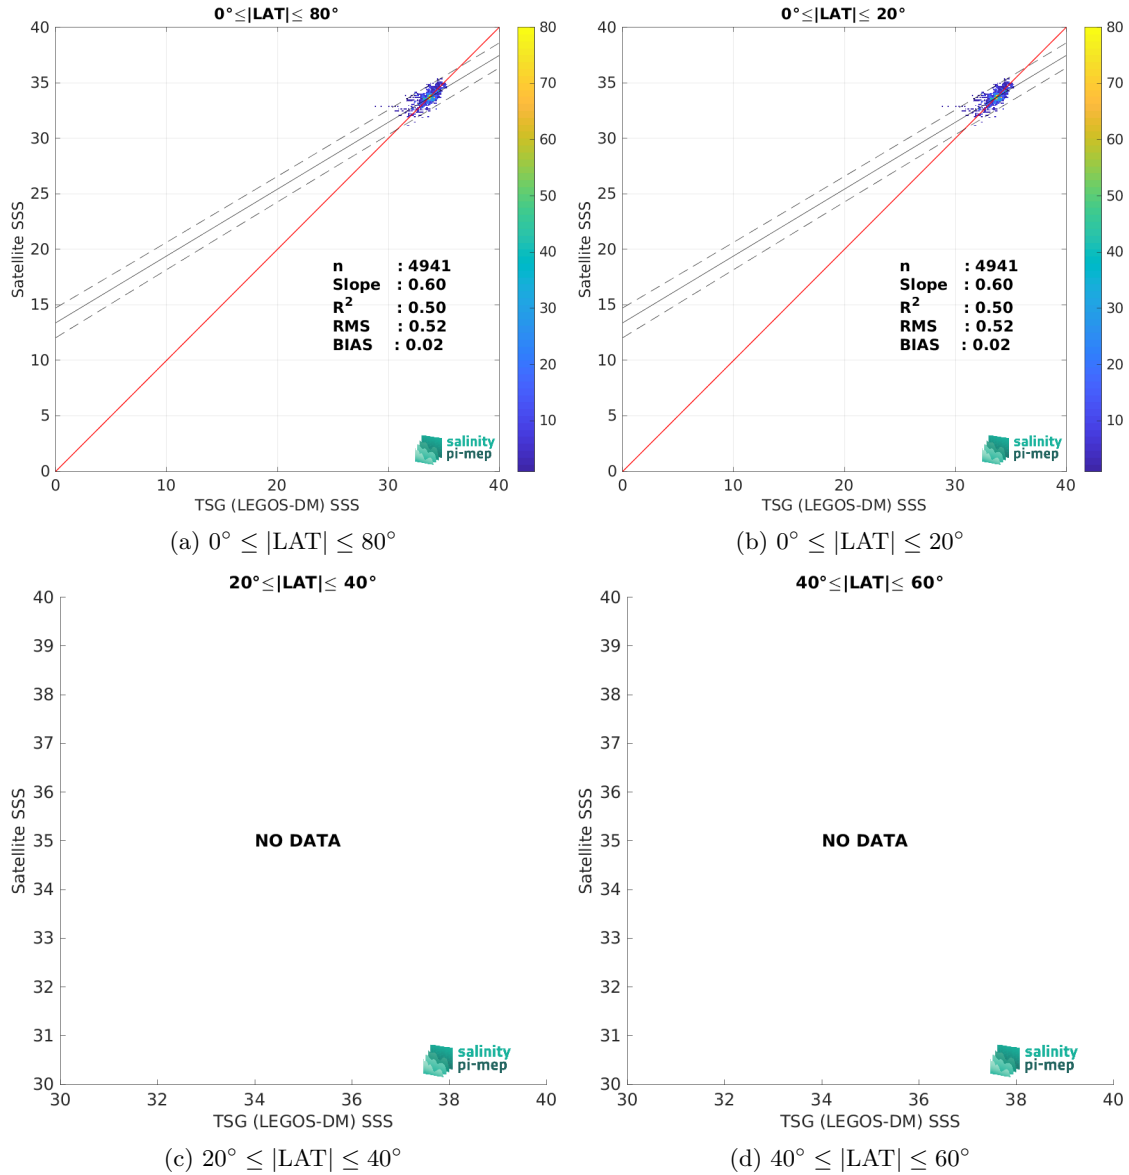 0°≤|LAT|≤ 80°
40
35
30
25
20
15
10
5
0
0
10
20
30
40
80
70
60
50
40
30
20
10
Satellite SSS
TSG (LEGOS-DM) SSS
n : 4941
Slope : 0.60
R² : 0.50
RMS : 0.52
BIAS : 0.02
salinity
pi-mep
(a) 0° ≤ |LAT| ≤ 80°
0°≤|LAT|≤ 20°
40
35
30
25
20
15
10
5
0
0
10
20
30
40
80
70
60
50
40
30
20
10
Satellite SSS
TSG (LEGOS-DM) SSS
n : 4941
Slope : 0.60
R² : 0.50
RMS : 0.52
BIAS : 0.02
salinity
pi-mep
(b) 0° ≤ |LAT| ≤ 20°
20°≤|LAT|≤ 40°
40
39
38
37
36
35
34
33
32
31
30
30
32
34
36
38
40
Satellite SSS
NO DATA
salinity
pi-mep
TSG (LEGOS-DM) SSS
(c) 20° ≤ |LAT| ≤ 40°
40°≤|LAT|≤ 60°
40
39
38
37
36
35
34
33
32
31
30
30
32
34
36
38
40
Satellite SSS
NO DATA
salinity
pi-mep
TSG (LEGOS-DM) SSS
(d) 40° ≤ |LAT| ≤ 60°